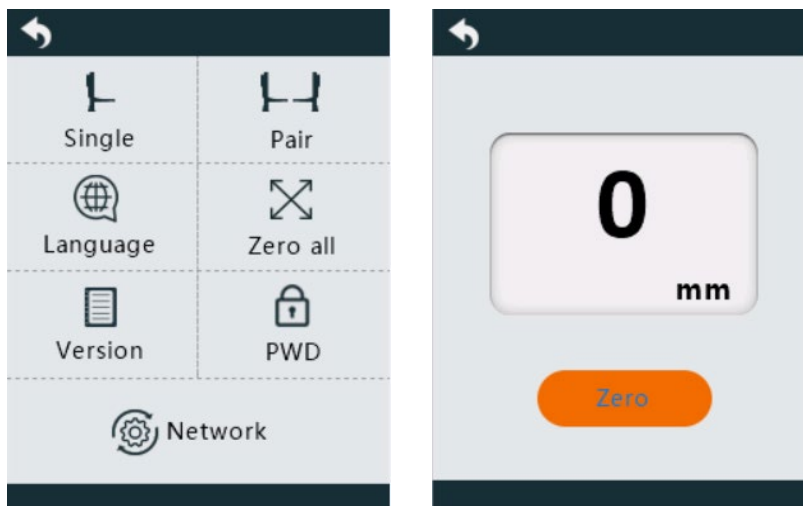 Single
Pair
Language
Zero all
Version
PWD
Network
0
mm
Zero